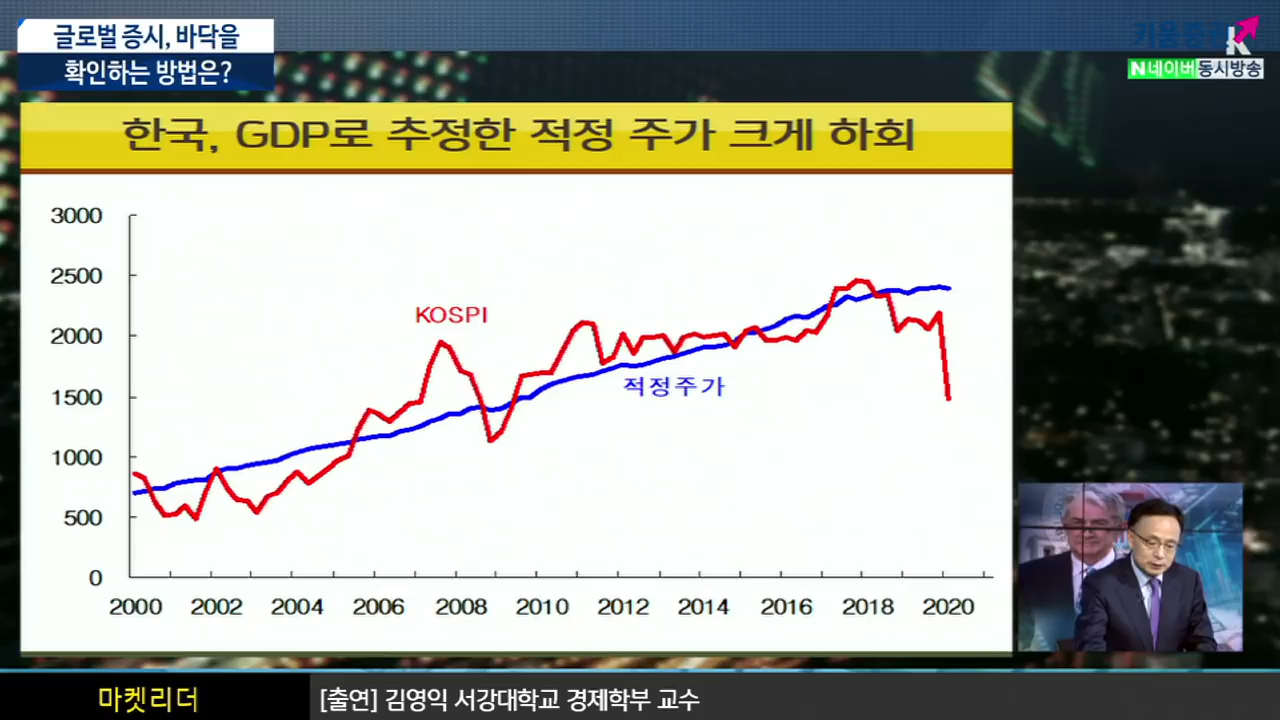 글로벌 증시, 바닥을
확인하는 방법은?
키움증권
N 네이버 동시방송
한국, GDP로 추정한 적정 주가 크게 하회
3000
2500
2000
1500
1000
500
0
KOSPI
적정주가
2000 2002 2004 2006 2008 2010 2012 2014 2016 2018 2020
마켓리더
[출연] 김영익 서강대학교 경제학부 교수